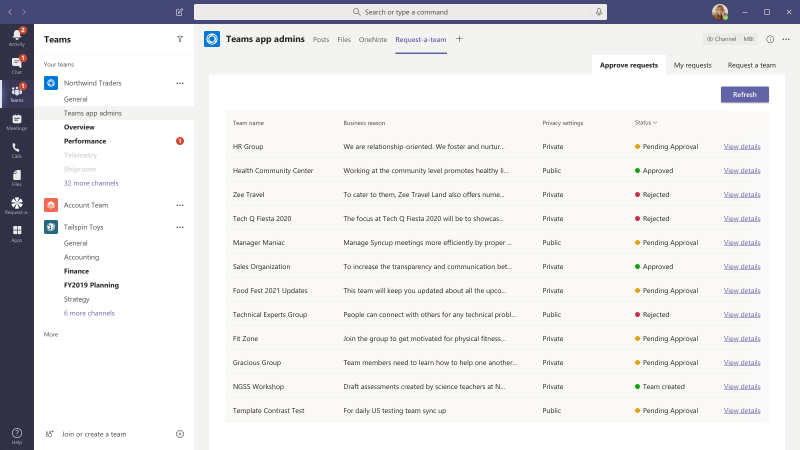 Search or type a command
Activity
2
Chat
1
Teams
1
Meetings
Calls
Files
Request-a
Apps
Help
Teams
Your teams
Northwind Traders
General
Teams app admins
Overview
Performance
1
Telemetry
Shiproom
32 more channels
Account Team
Tailspin Toys
General
Accounting
Finance
FY2019 Planning
Strategy
6 more channels
More
Join or create a team
Teams app admins Posts Files OneNote Request-a-team
Channel MBI
Approve requests My requests Request a team
Refresh
Team name Business reason Privacy settings Status
HR Group We are relationship-oriented. We foster and nurtur... Private Pending Approval View details
Health Community Center Working at the community level promotes healthy li... Public Approved View details
Zee Travel To cater to them, Zee Travel Land also offers nume... Private Rejected View details
Tech Q Fiesta 2020 The focus at Tech Q Fiesta 2020 will be to showcas... Private Rejected View details
Manager Maniac Manage Syncup meetings more efficiently by proper ... Public Pending Approval View details
Sales Organization To increase the transparency and communication bet... Private Approved View details
Food Fest 2021 Updates This team will keep you updated about all the upco... Private Pending Approval View details
Technical Experts Group People can connect with others for any technical probl... Public Rejected View details
Fit Zone Join the group to get motivated for physical fitness... Private Pending Approval View details
Gracious Group Team members need to learn how to help one another... Private Pending Approval View details
NGSS Workshop Draft assessments created by science teachers at N... Private Team created View details
Template Contrast Test For daily US testing team sync up Public Pending Approval View details